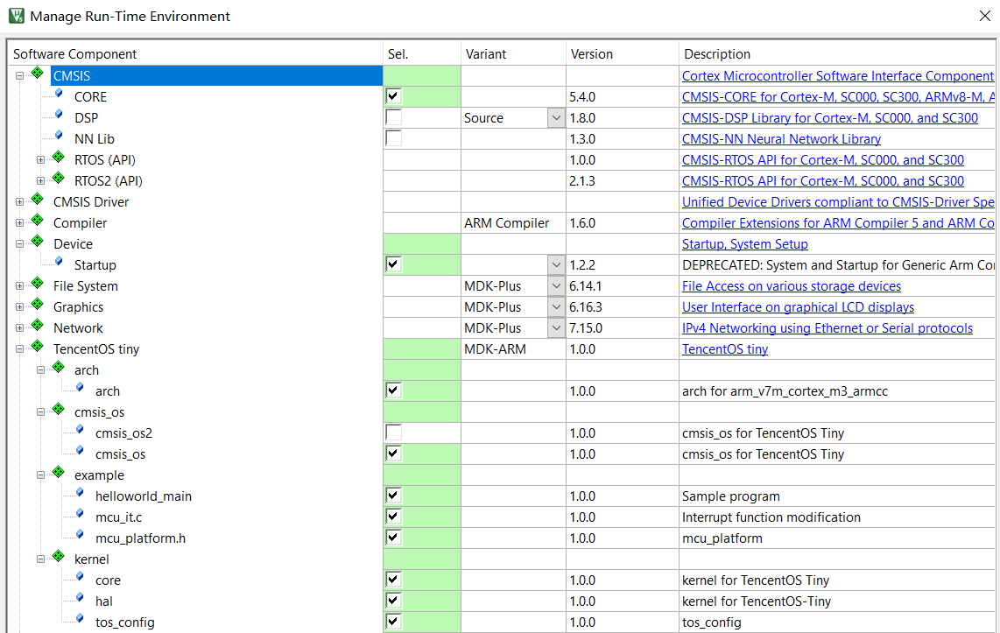 Manage Run-Time Environment
Software Component Sel. Variant Version Description
CMSIS Cortex Microcontroller Software Interface Component
CORE 5.4.0 CMSIS-CORE for Cortex-M, SC000, SC300, ARMv8-M, A
DSP Source 1.8.0 CMSIS-DSP Library for Cortex-M, SC000, and SC300
NN Lib 1.3.0 CMSIS-NN Neural Network Library
RTOS (API) 1.0.0 CMSIS-RTOS API for Cortex-M, SC000, and SC300
RTOS2 (API) 2.1.3 CMSIS-RTOS API for Cortex-M, SC000, and SC300
CMSIS Driver Unified Device Drivers compliant to CMSIS-Driver Spe
Compiler ARM Compiler 1.6.0 Compiler Extensions for ARM Compiler 5 and ARM Co
Device Startup, System Setup
Startup 1.2.2 DEPRECATED: System and Startup for Generic Arm Cor
File System MDK-Plus 6.14.1 File Access on various storage devices
Graphics MDK-Plus 6.16.3 User Interface on graphical LCD displays
Network MDK-Plus 7.15.0 IPv4 Networking using Ethernet or Serial protocols
TencentOS tiny MDK-ARM 1.0.0 TencentOS tiny
arch
arch 1.0.0 arch for arm_v7m_cortex_m3_armcc
cmsis_os
cmsis_os2 1.0.0 cmsis_os for TencentOS Tiny
cmsis_os 1.0.0 cmsis_os for TencentOS Tiny
example
helloworld_main 1.0.0 Sample program
mcu_it.c 1.0.0 Interrupt function modification
mcu_platform.h 1.0.0 mcu_platform
kernel
core 1.0.0 kernel for TencentOS Tiny
hal 1.0.0 kernel for TencentOS-Tiny
tos_config 1.0.0 tos_config